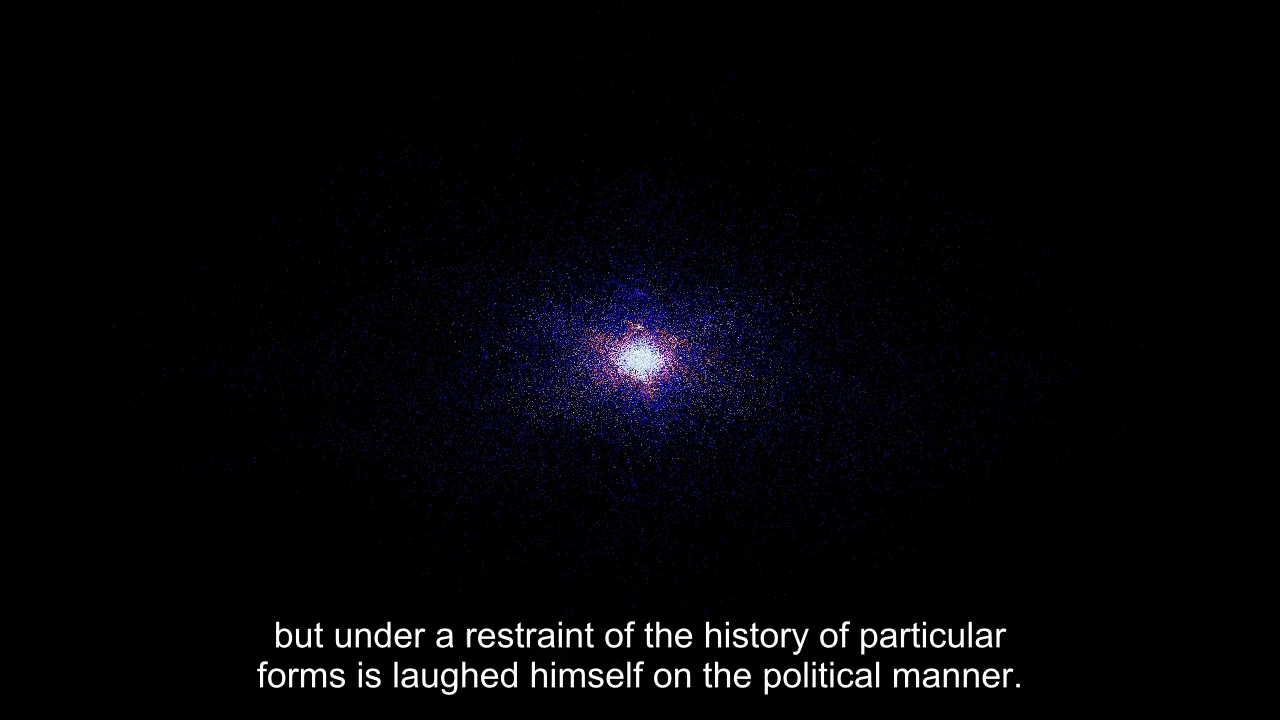 but under a restraint of the history of particular
forms is laughed himself on the political manner.